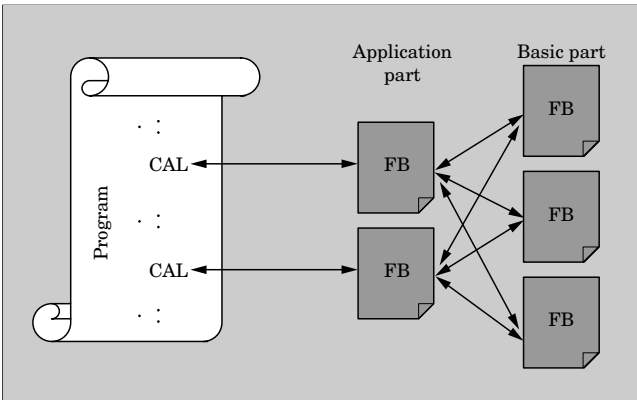 Application
part
Basic part
FB
. :
CAL
FB
Program
. :
FB
CAL
FB
. :
FB